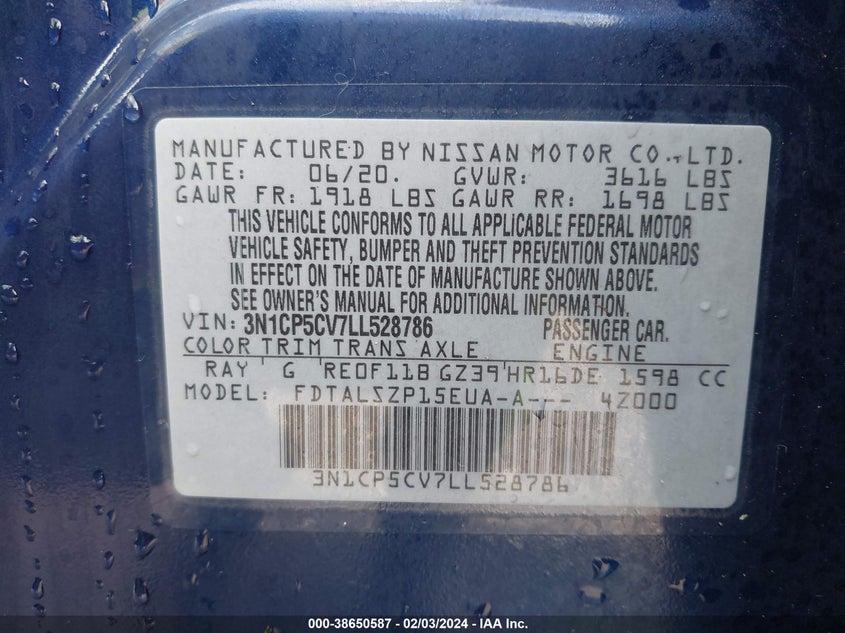 MANUFACTURED BY NISSAN MOTOR CO.,LTD.
DATE: 06/20. GVWR: 3616 LBS
GAWR FR: 1918 LBS GAWR RR: 1698 LBS
THIS VEHICLE CONFORMS TO ALL APPLICABLE FEDERAL MOTOR
VEHICLE SAFETY, BUMPER AND THEFT PREVENTION STANDARDS
IN EFFECT ON THE DATE OF MANUFACTURE SHOWN ABOVE.
SEE OWNER'S MANUAL FOR ADDITIONAL INFORMATION.
VIN: 3N1CP5CV7LL528786 PASSENGER CAR.
COLOR TRIM TRANS AXLE ENGINE
RAY G RE0F11B GZ39 HR16DE 1598 CC
MODEL: FDTALSZP15EUA-A--- 4Z000
3N1CP5CV7LL528786
000-38650587 - 02/03/2024 - IAA Inc.